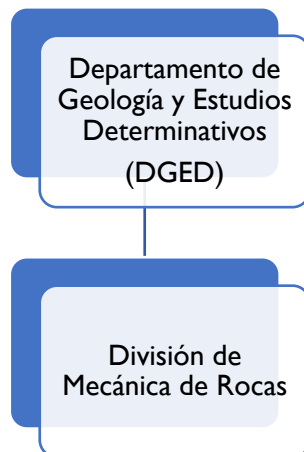 Departamento de
Geología y Estudios
Determinativos
(DGED)
División de
Mecánica de Rocas